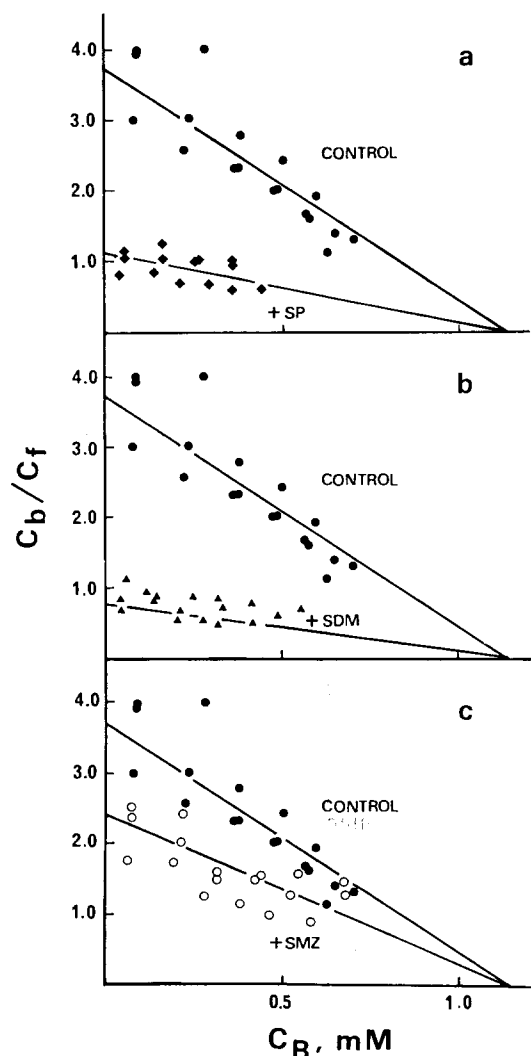 a
4.0
3.0
2.0
1.0
CONTROL
+ SP
b
4.0
3.0
2.0
1.0
CONTROL
+ SDM
c
4.0
3.0
2.0
1.0
CONTROL
+ SMZ
0.5
1.0
Cb/Cf
CB, mM